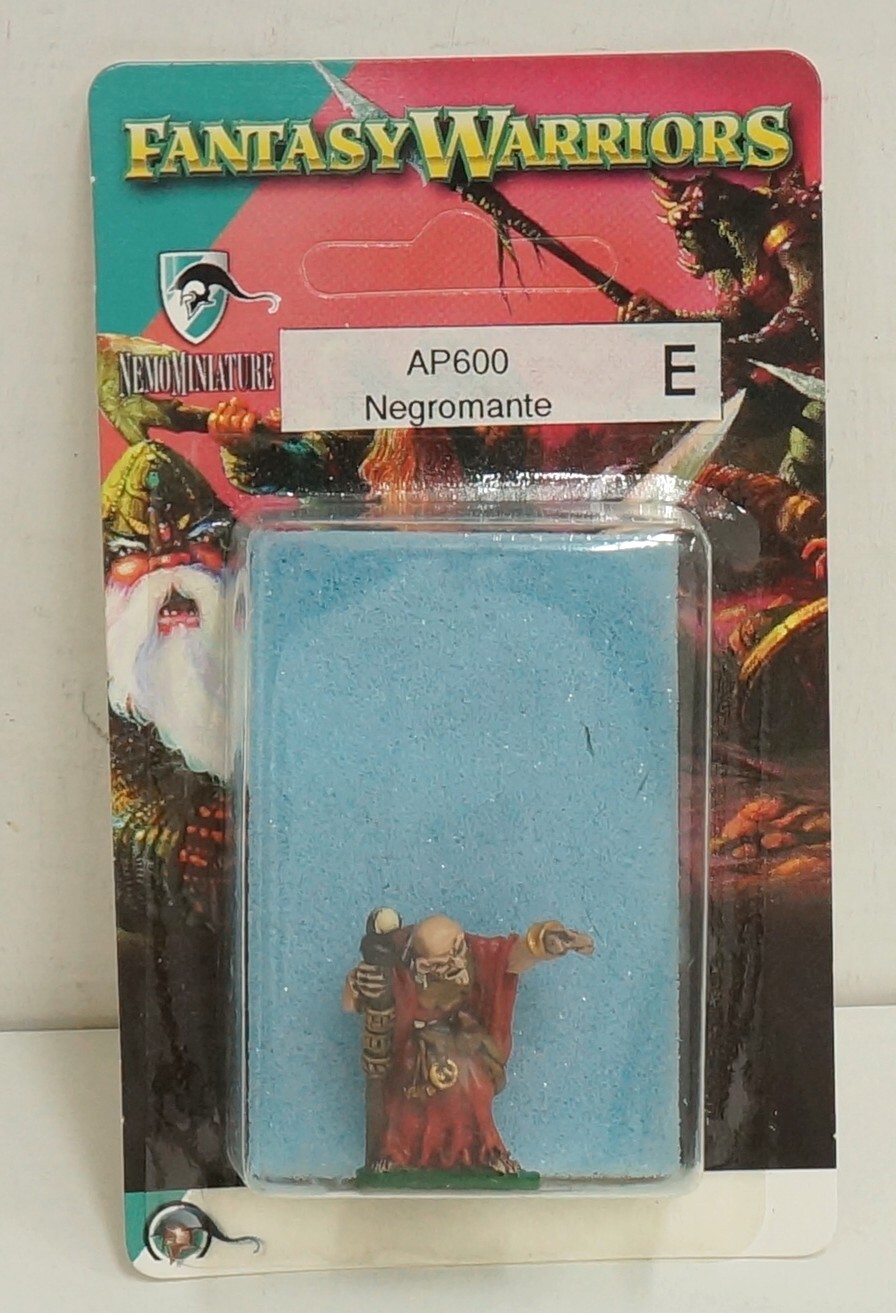 FANTASY WARRIORS
NEMOMINIATURE
AP600
Negromante
E